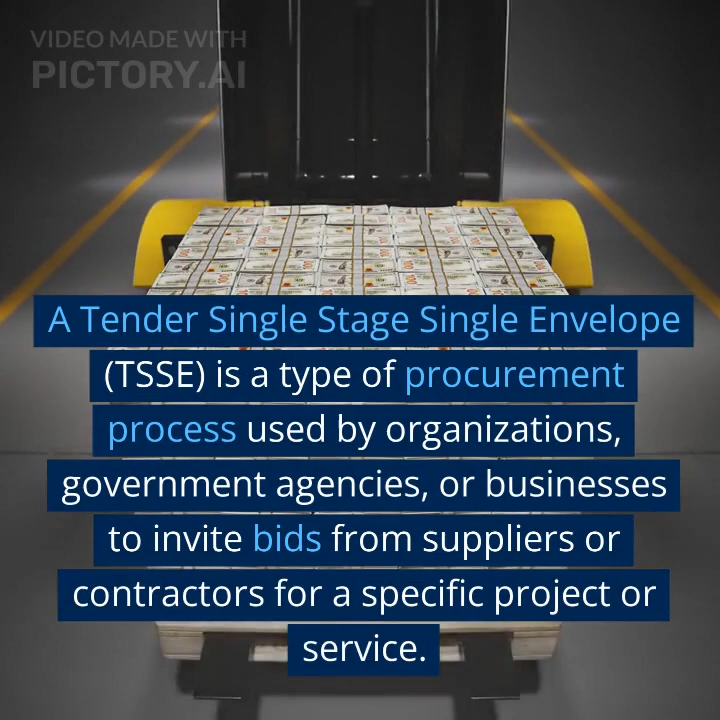 VIDEO MADE WITH
PICTORY.AI
A Tender Single Stage Single Envelope
(TSSE) is a type of procurement
process used by organizations,
government agencies, or businesses
to invite bids from suppliers or
contractors for a specific project or
service.